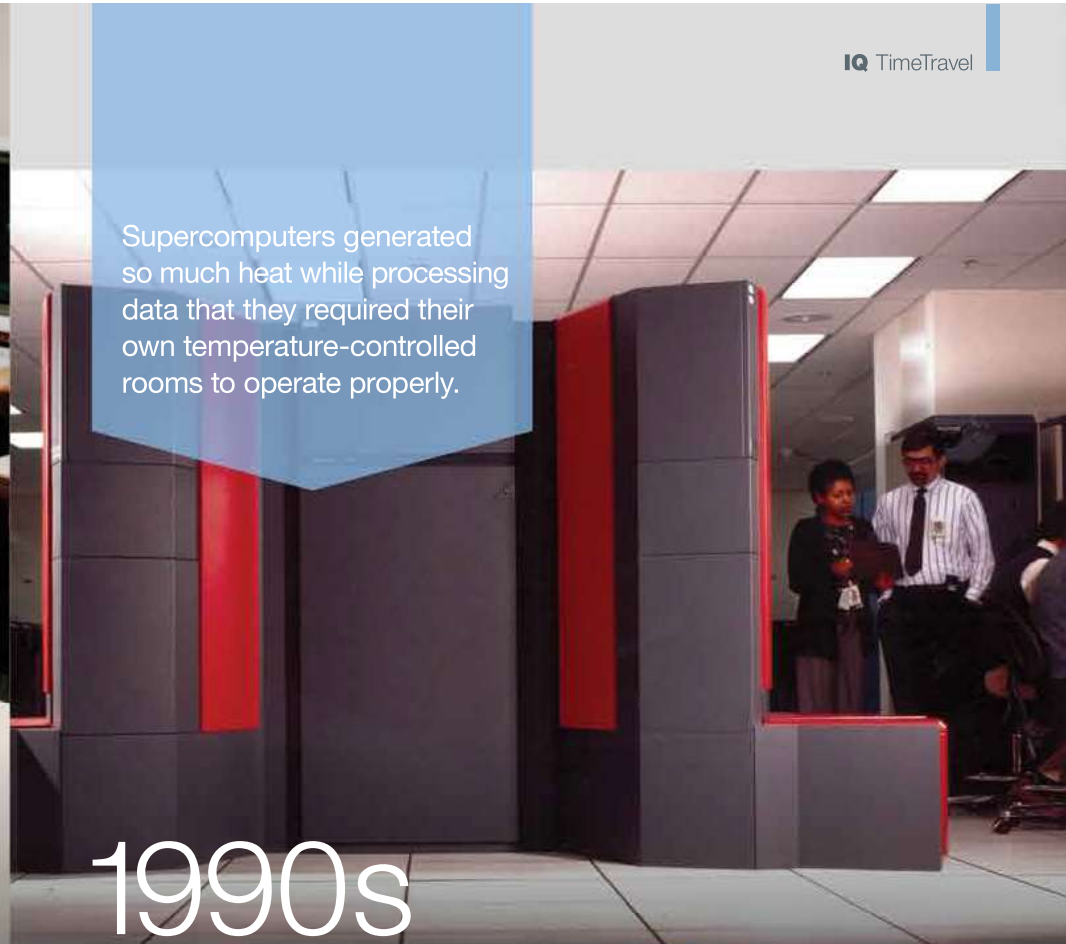 IQ TimeTravel
Supercomputers generated
so much heat while processing
data that they required their
own temperature-controlled
rooms to operate properly.
1990s